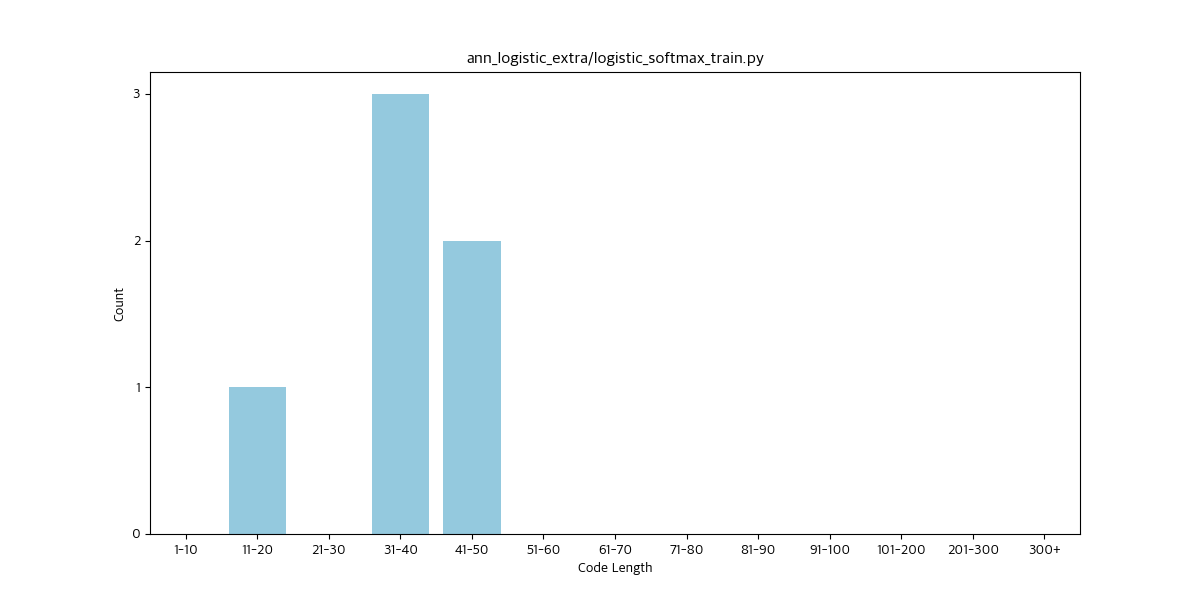 ann_logistic_extra/logistic_softmax_train.py
3
2
1
0
Count
1-10 11-20 21-30 31-40 41-50 51-60 61-70 71-80 81-90 91-100 101-200 201-300 300+
Code Length